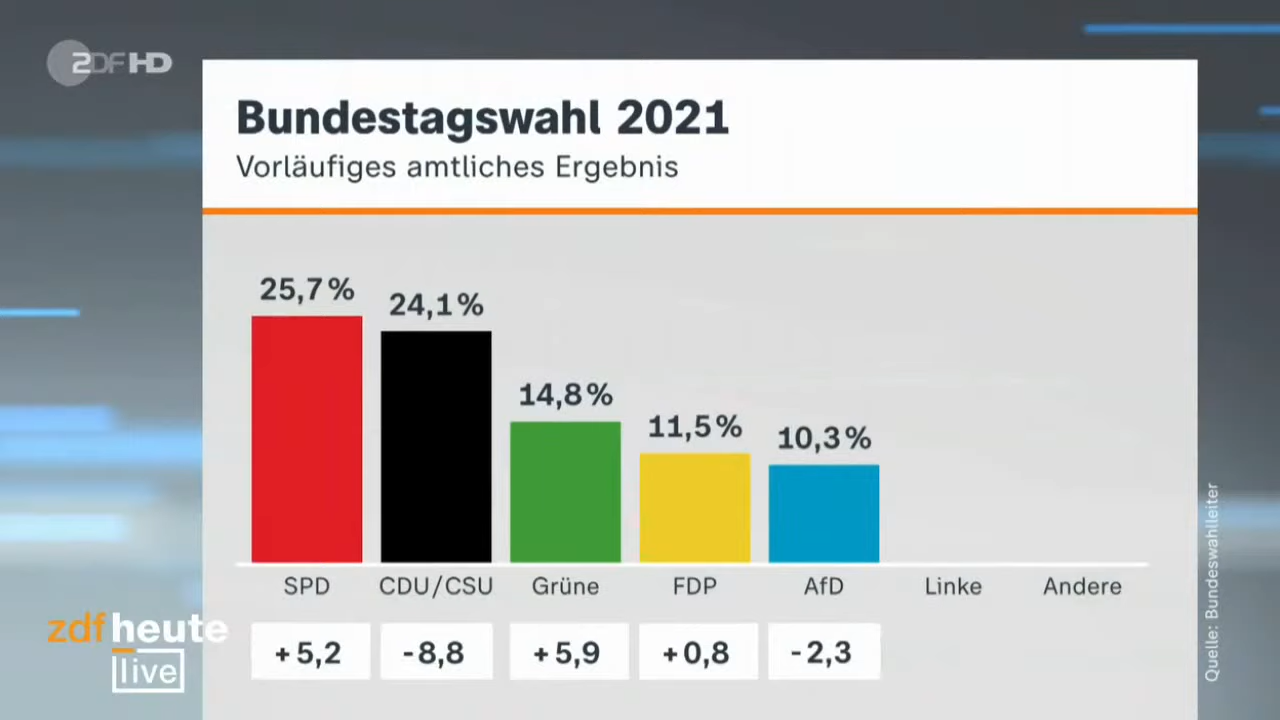 ZDF HD
Bundestagswahl 2021
Vorläufiges amtliches Ergebnis
25,7% 24,1% 14,8% 11,5% 10,3%
SPD CDU/CSU Grüne FDP AfD Linke Andere
+5,2 -8,8 +5,9 +0,8 -2,3
Quelle: Bundeswahlleiter
zdf heute
live